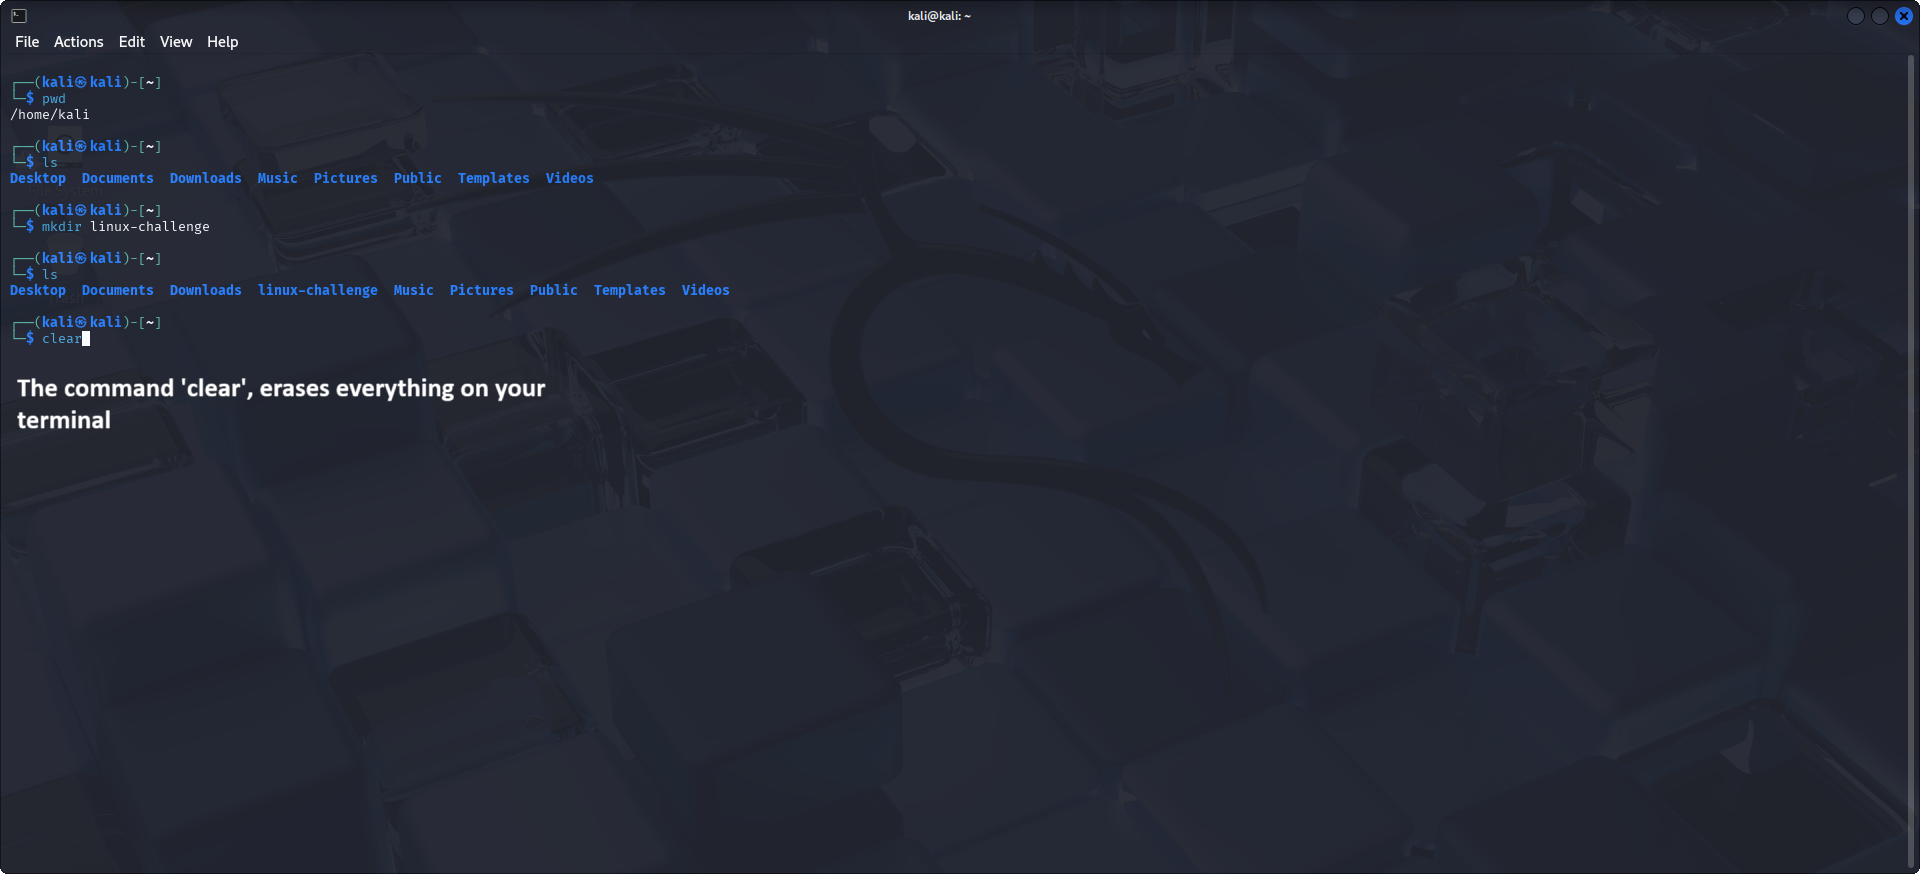 kali@kali: ~
File Actions Edit View Help
┌──(kali㉿kali)-[~]
└─$ pwd
/home/kali
┌──(kali㉿kali)-[~]
└─$ ls
Desktop Documents Downloads Music Pictures Public Templates Videos
┌──(kali㉿kali)-[~]
└─$ mkdir linux-challenge
┌──(kali㉿kali)-[~]
└─$ ls
Desktop Documents Downloads linux-challenge Music Pictures Public Templates Videos
┌──(kali㉿kali)-[~]
└─$ clear
The command 'clear', erases everything on your
terminal